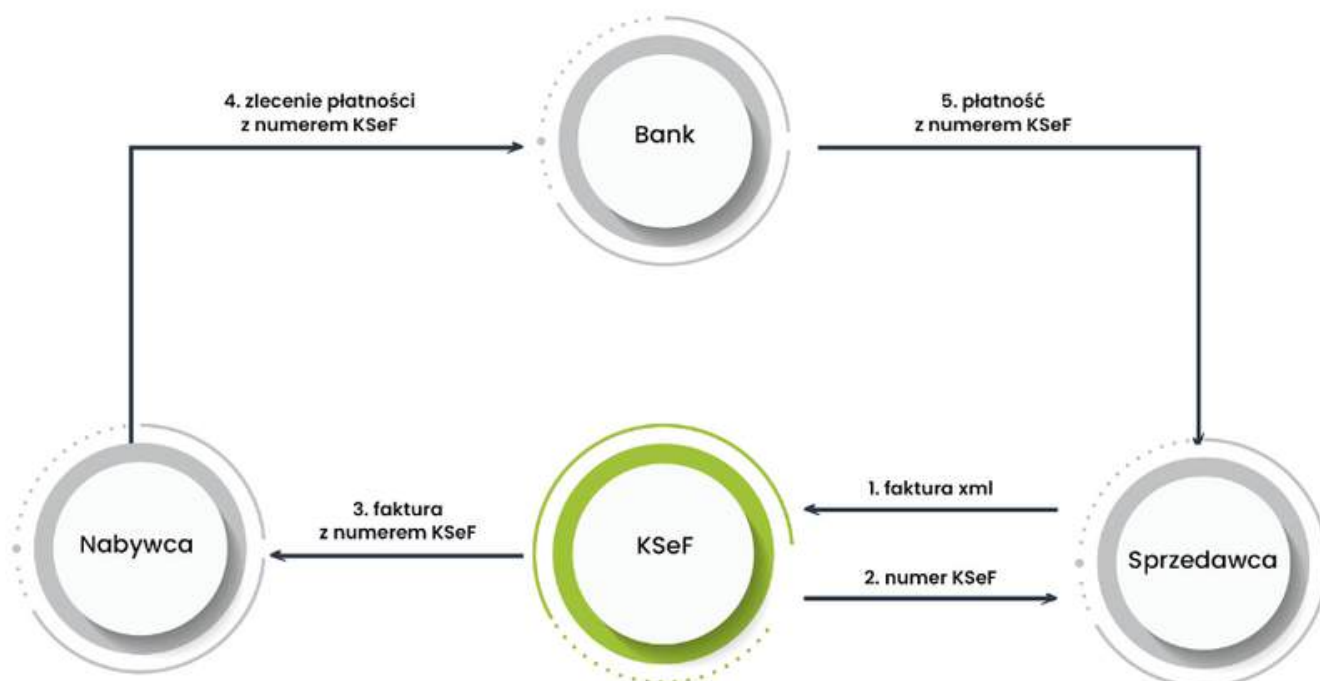 4. zlecenie płatności
z numerem KSeF
Bank
5. płatność
z numerem KSeF
Nabywca
3. faktura
z numerem KSeF
KSeF
1. faktura xml
2. numer KSeF
Sprzedawca